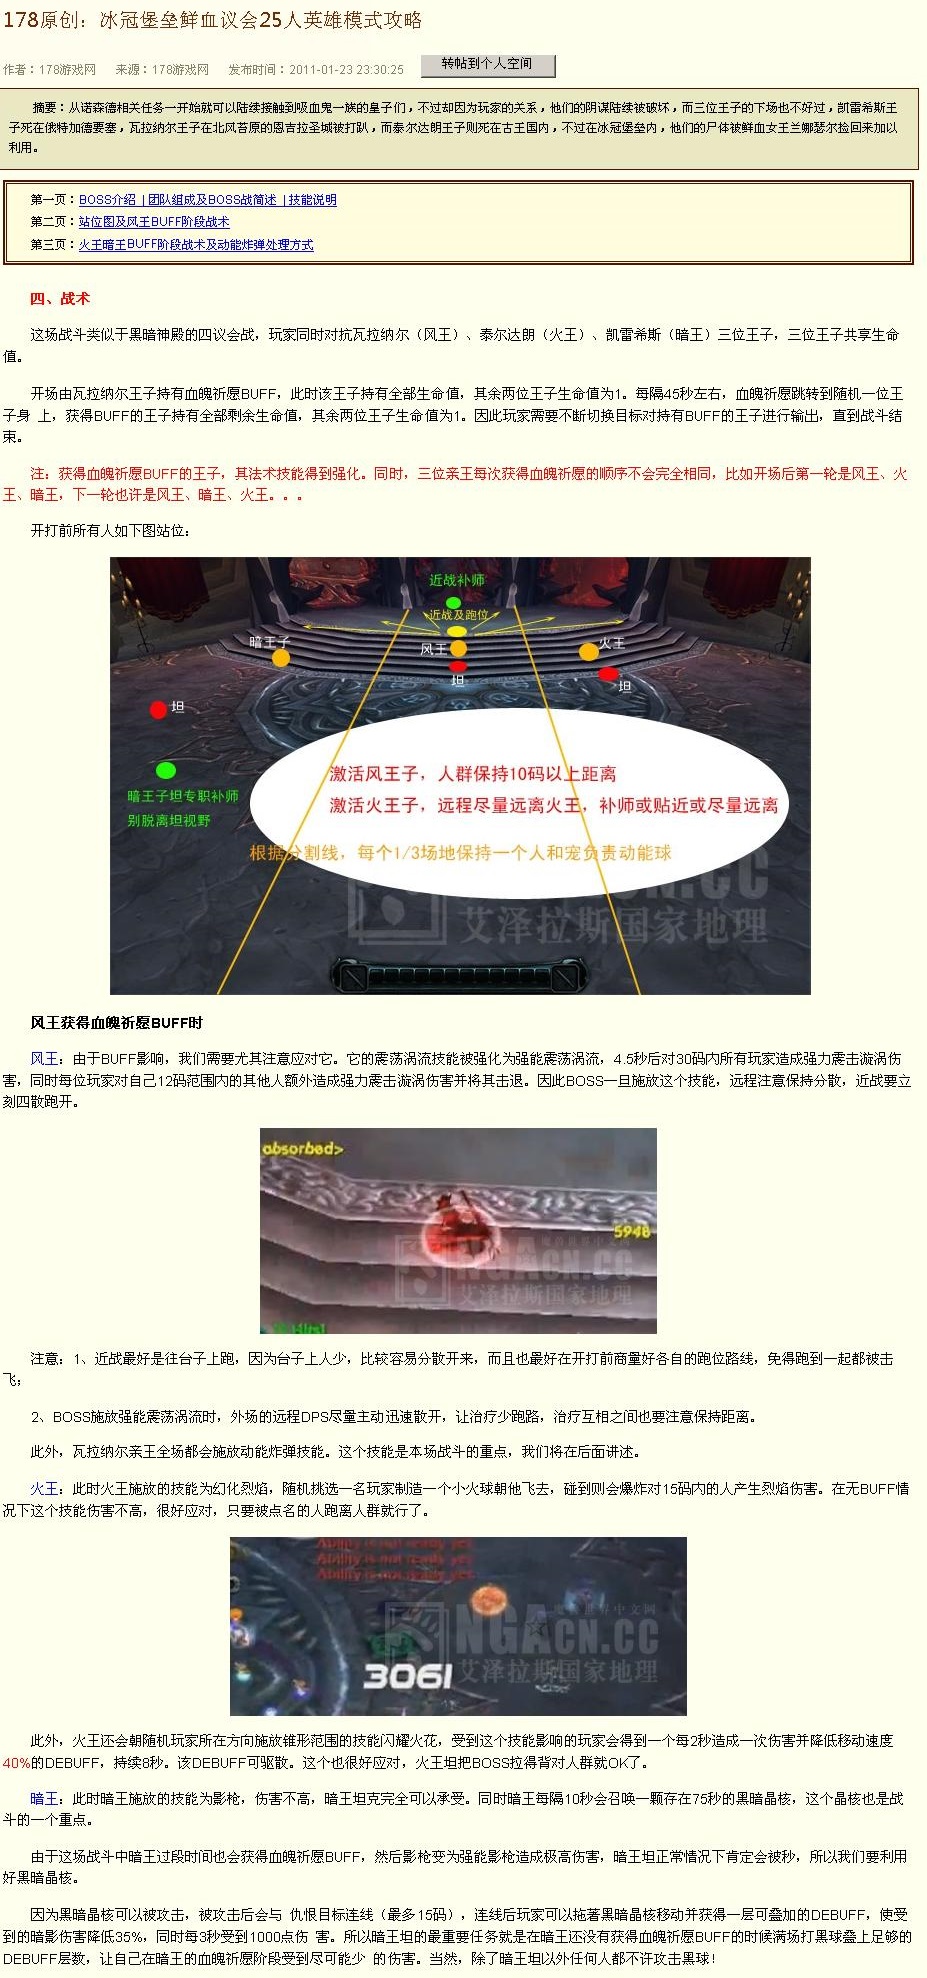 178原创：冰冠堡垒鲜血议会25人英雄模式攻略
作者：178游戏网 来源：178游戏网 发布时间：2011-01-23 23:30:25 转帖到个人空间
摘要：从诺森德相关任务一开始就可以陆续接触到吸血鬼一族的皇子们，不过却因为玩家的关系，他们的阴谋陆续被破坏，而三位王子的下场也不好过，凯雷希斯王
子死在俄特加德要塞，瓦拉纳尔王子在北风苔原的恩吉拉圣城被打趴，而泰尔达朗王子则死在古王国内，不过在冰冠堡垒内，他们的尸体被鲜血女王兰娜瑟尔捡回来加以
利用。
第一页：BOSS介绍 | 团队组成及BOSS战简述 | 技能说明
第二页：站位图及风王BUFF阶段战术
第三页：火王暗王BUFF阶段战术及动能炸弹处理方式
四、战术
这场战斗类似于黑暗神殿的四议会战，玩家同时对抗瓦拉纳尔（风王）、泰尔达朗（火王）、凯雷希斯（暗王）三位王子，三位王子共享生命
值。
开场由瓦拉纳尔王子持有血魄祈愿BUFF，此时该王子持有全部生命值，其余两位王子生命值为1。每隔45秒左右，血魄祈愿跳转到随机一位王
子身 上，获得BUFF的王子持有全部剩余生命值，其余两位王子生命值为1。因此玩家需要不断切换目标对持有BUFF的王子进行输出，直到战斗结
束。
注：获得血魄祈愿BUFF的王子，其法术技能得到强化。同时，三位亲王每次获得血魄祈愿的顺序不会完全相同，比如开场后第一轮是风王、火
王、暗王，下一轮也许是风王、暗王、火王。。。
开打前所有人如下图站位：
近战补师
近战及跑位
暗王子
风王
火王
坦
坦
坦
激活风王子，人群保持10码以上距离
暗王子坦专职补师
激活火王子，远程尽量远离火王，补师或贴近或尽量远离
别脱离坦视野
根据分割线，每个1/3场地保持一个人和宠负责动能球
CN.CC
艾泽拉斯国家地理
风王获得血魄祈愿BUFF时
风王：由于BUFF影响，我们需要尤其注意应对它。它的震荡涡流技能被强化为强能震荡涡流，4.5秒后对30码内所有玩家造成强力震击漩涡伤
害，同时每位玩家对自己12码范围内的其他人额外造成强力震击漩涡伤害并将其击退。因此BOSS一旦施放这个技能，远程注意保持分散，近战要立
刻四散跑开。
absorbed>
5948
NGACN.CC
艾泽拉斯国家地理
注意：1、近战最好是往台子上跑，因为台子上人少，比较容易分散开来，而且也最好在开打前商量好各自的跑位路线，免得跑到一起都被击
飞；
2、BOSS施放强能震荡涡流时，外场的远程DPS尽量主动迅速散开，让治疗少跑路，治疗互相之间也要注意保持距离。
此外，瓦拉纳尔亲王全场都会施放动能炸弹技能。这个技能是本场战斗的重点，我们将在后面讲述。
火王：此时火王施放的技能为幻化烈焰，随机挑选一名玩家制造一个小火球朝他飞去，碰到则会爆炸对15码内的人产生烈焰伤害。在无BUFF情
况下这个技能伤害不高，很好应对，只要被点名的人跑离人群就行了。
Ability is not ready yet
Ability is not ready yet
Ability is not ready yet
魔兽世界中文网
NGACN.CC
3061
艾泽拉斯国家地理
此外，火王还会朝随机玩家所在方向施放锥形范围的技能闪耀火花，受到这个技能影响的玩家会得到一个每2秒造成一次伤害并降低移动速度
40%的DEBUFF，持续8秒。该DEBUFF可驱散。这个也很好应对，火王坦把BOSS拉得背对人群就OK了。
暗王：此时暗王施放的技能为影枪，伤害不高，暗王坦克完全可以承受。同时暗王每隔10秒会召唤一颗存在75秒的黑暗晶核，这个晶核也是战
斗的一个重点。
由于这场战斗中暗王过段时间也会获得血魄祈愿BUFF，然后影枪变为强能影枪造成极高伤害，暗王坦正常情况下肯定会被秒，所以我们要利用
好黑暗晶核。
因为黑暗晶核可以被攻击，被攻击后会与 仇恨目标连线（最多15码），连线后玩家可以拖著黑暗晶核移动并获得一层可叠加的DEBUFF，使受
到的暗影伤害降低35%，同时每3秒受到1000点伤 害。所以暗王坦的最重要任务就是在暗王还没有获得血魄祈愿BUFF的时候满场打黑球叠上足够的
DEBUFF层数，让自己在暗王的血魄祈愿阶段受到尽可能少 的伤害。当然，除了暗王坦以外任何人都不许攻击黑球！